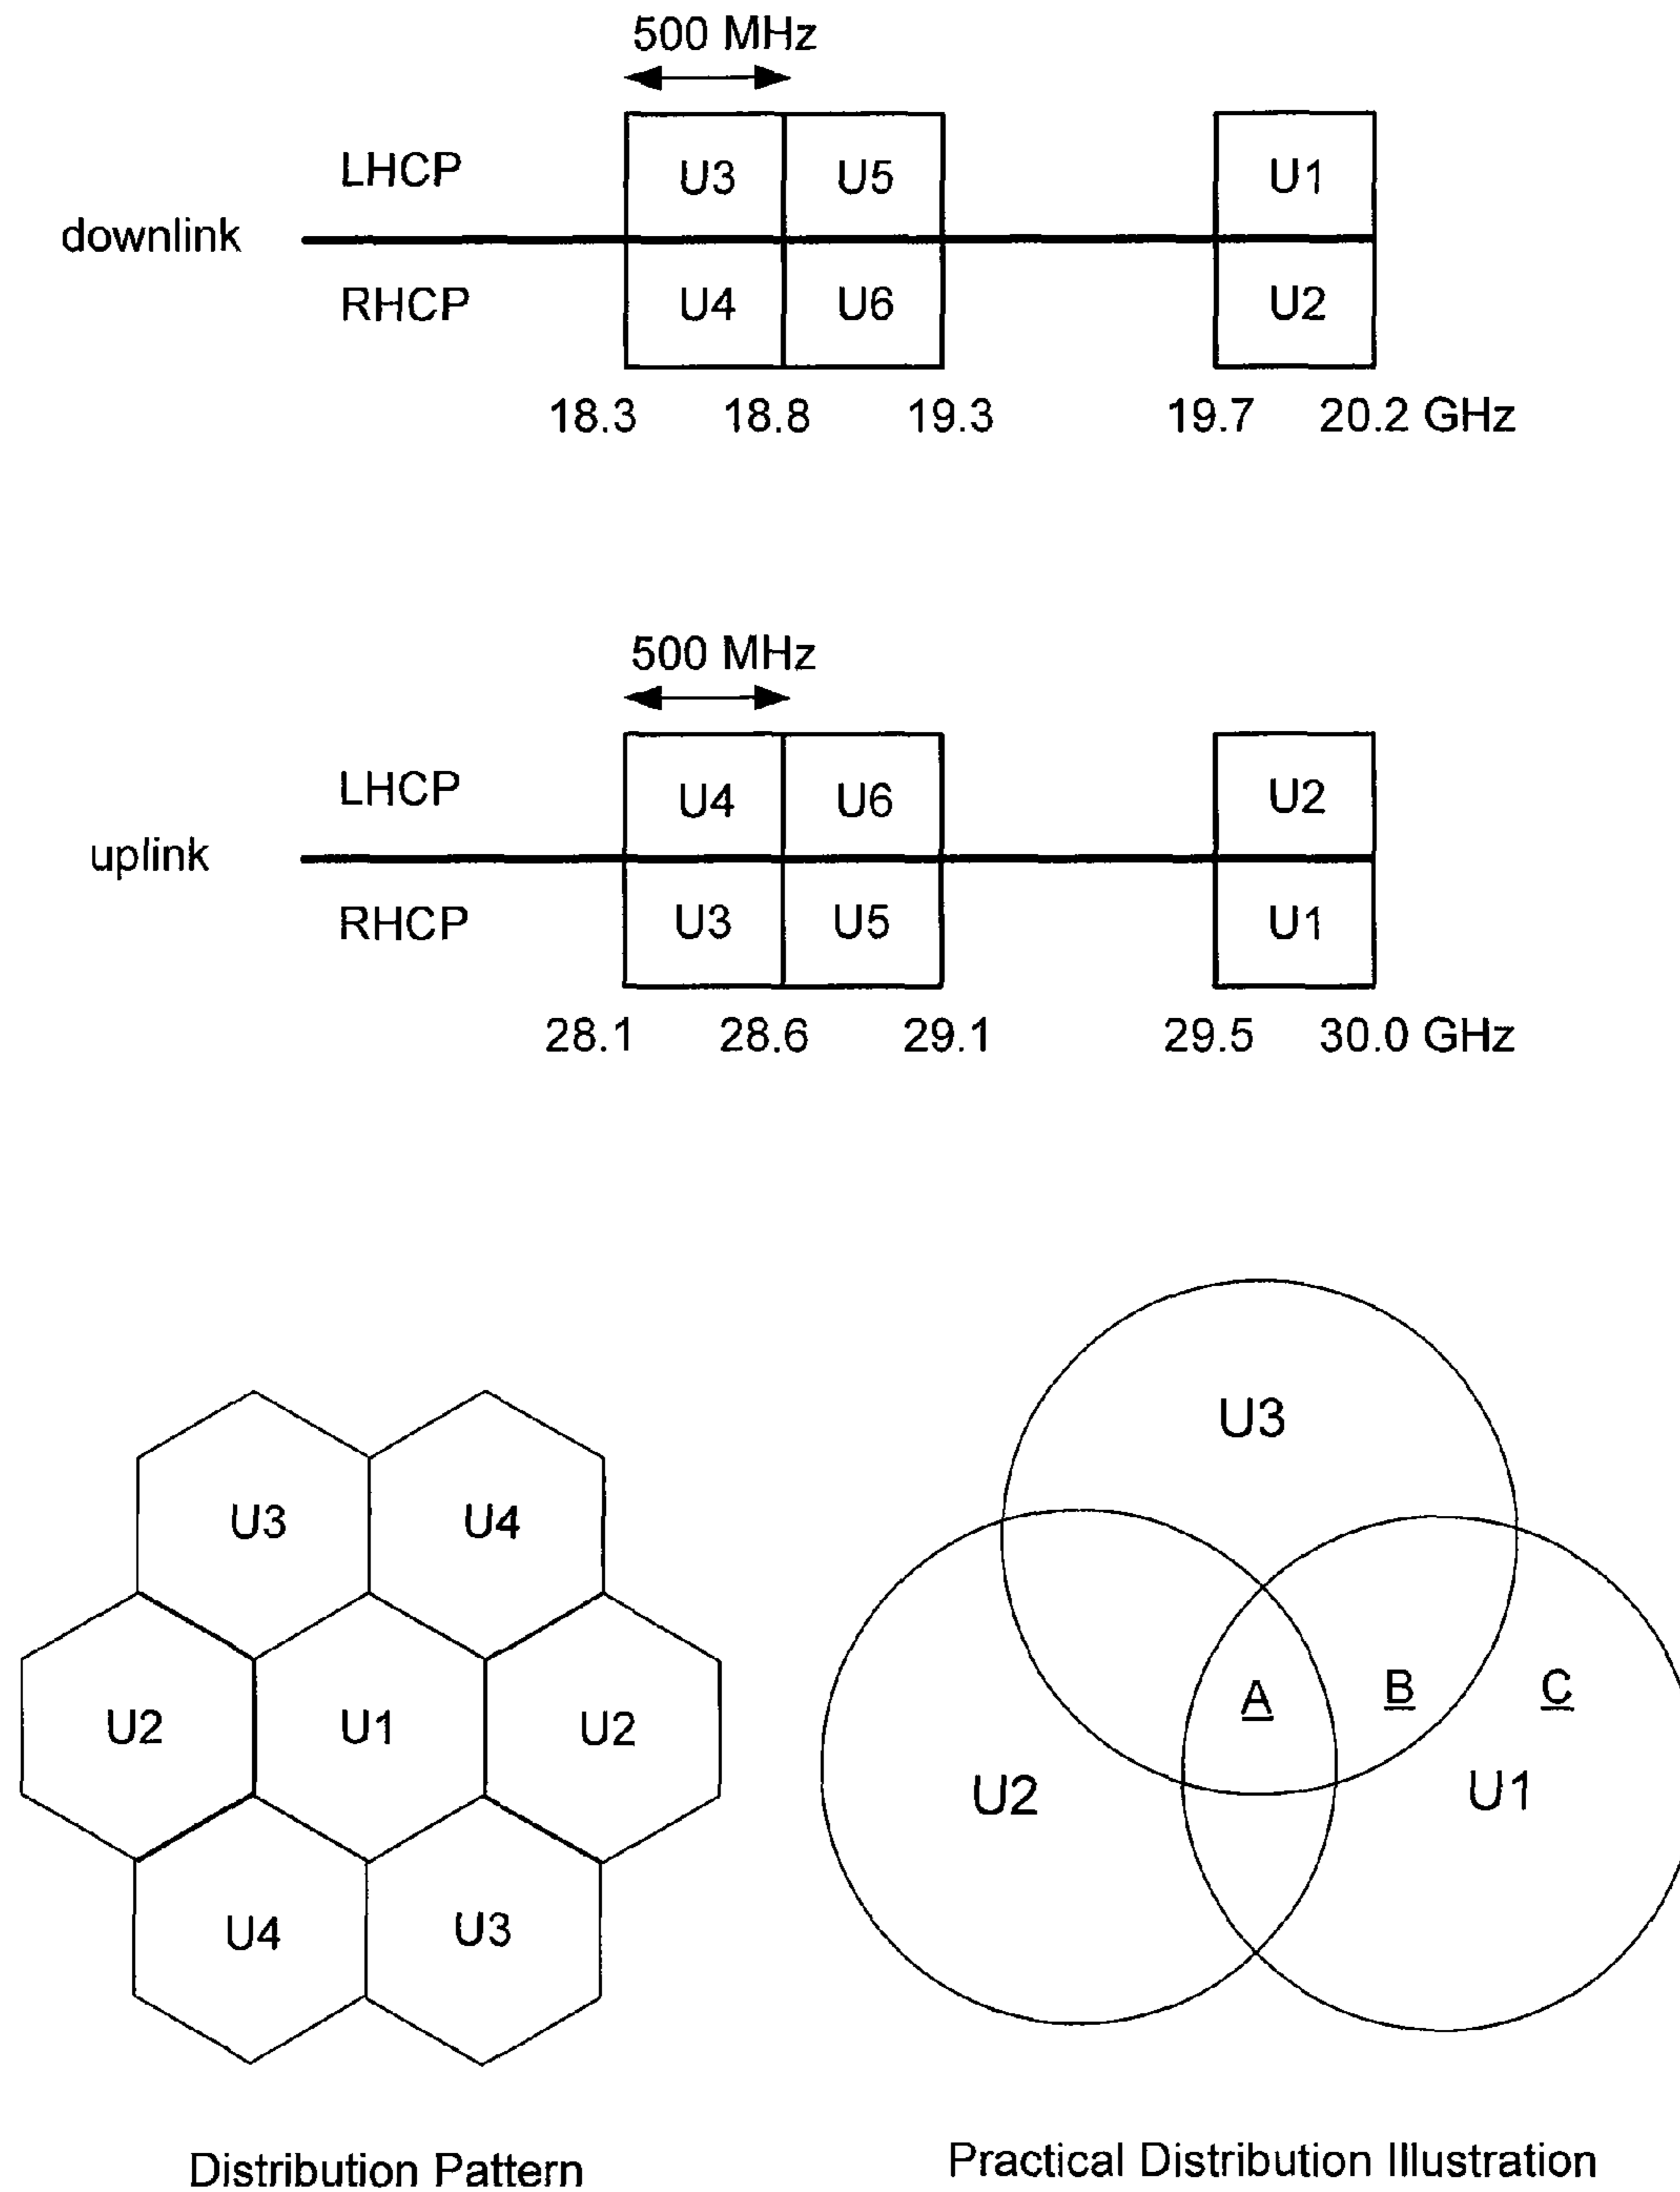 500 MHz
LHCP
U3 U5 U1
downlink
RHCP
U4 U6 U2
18.3 18.8 19.3 19.7 20.2 GHz
500 MHz
LHCP
U4 U6 U2
uplink
RHCP
U3 U5 U1
28.1 28.6 29.1 29.5 30.0 GHz
U3 U4
U2 U1 U2
U4 U3
Distribution Pattern
U3
A B C
U2 U1
Practical Distribution Illustration